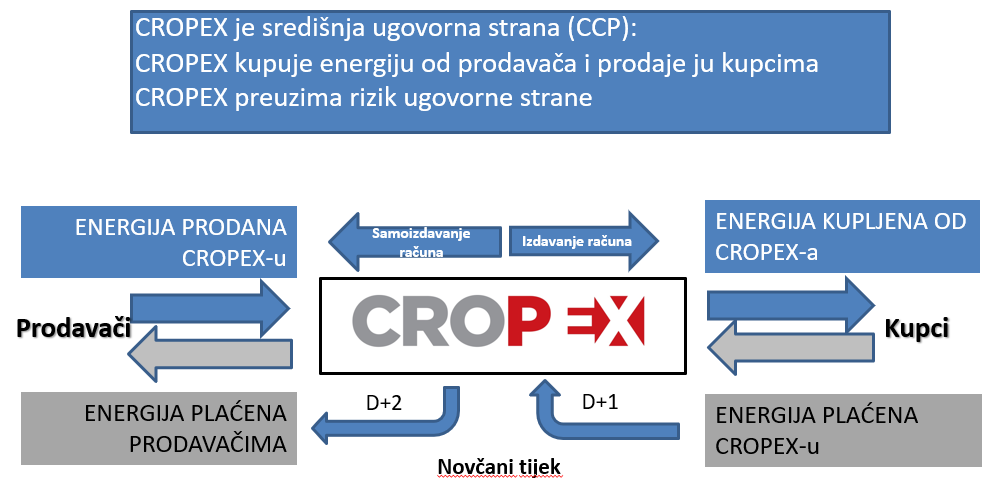 CROPEX je središnja ugovorna strana (CCP):
CROPEX kupuje energiju od prodavača i prodaje ju kupcima
CROPEX preuzima rizik ugovorne strane
ENERGIJA PRODANA
CROPEX-u
Samoizdavanje
računa
Izdavanje računa
ENERGIJA KUPLJENA OD
CROPEX-a
Prodavači
CROPEX
Kupci
ENERGIJA PLAĆENA
PRODAVAČIMA
D+2
D+1
ENERGIJA PLAĆENA
CROPEX-u
Novčani tijek